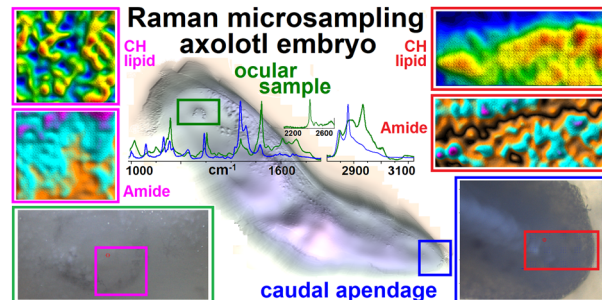 Raman microsampling
axolotl embryo
CH
lipid
ocular
sample
CH
lipid
2200 2600
Amide
Amide
1000 cm-1 1600 2900 3100
caudal apendage